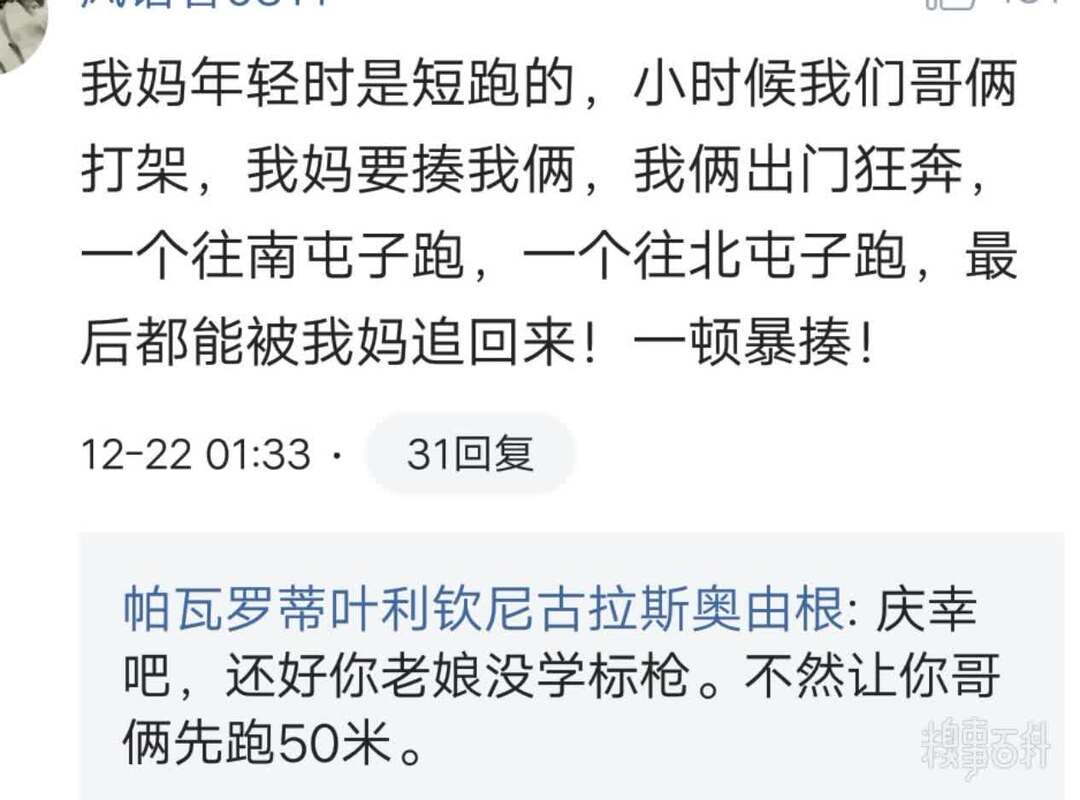 我妈年轻时是短跑的，小时候我们哥俩
打架，我妈要揍我俩，我俩出门狂奔，
一个往南屯子跑，一个往北屯子跑，最
后都能被我妈追回来！一顿暴揍！
12-22 01:33 · 31回复
帕瓦罗蒂叶利钦尼古拉斯奥由根: 庆幸
吧，还好你老娘没学标枪。不然让你哥
俩先跑50米。
糗事百科